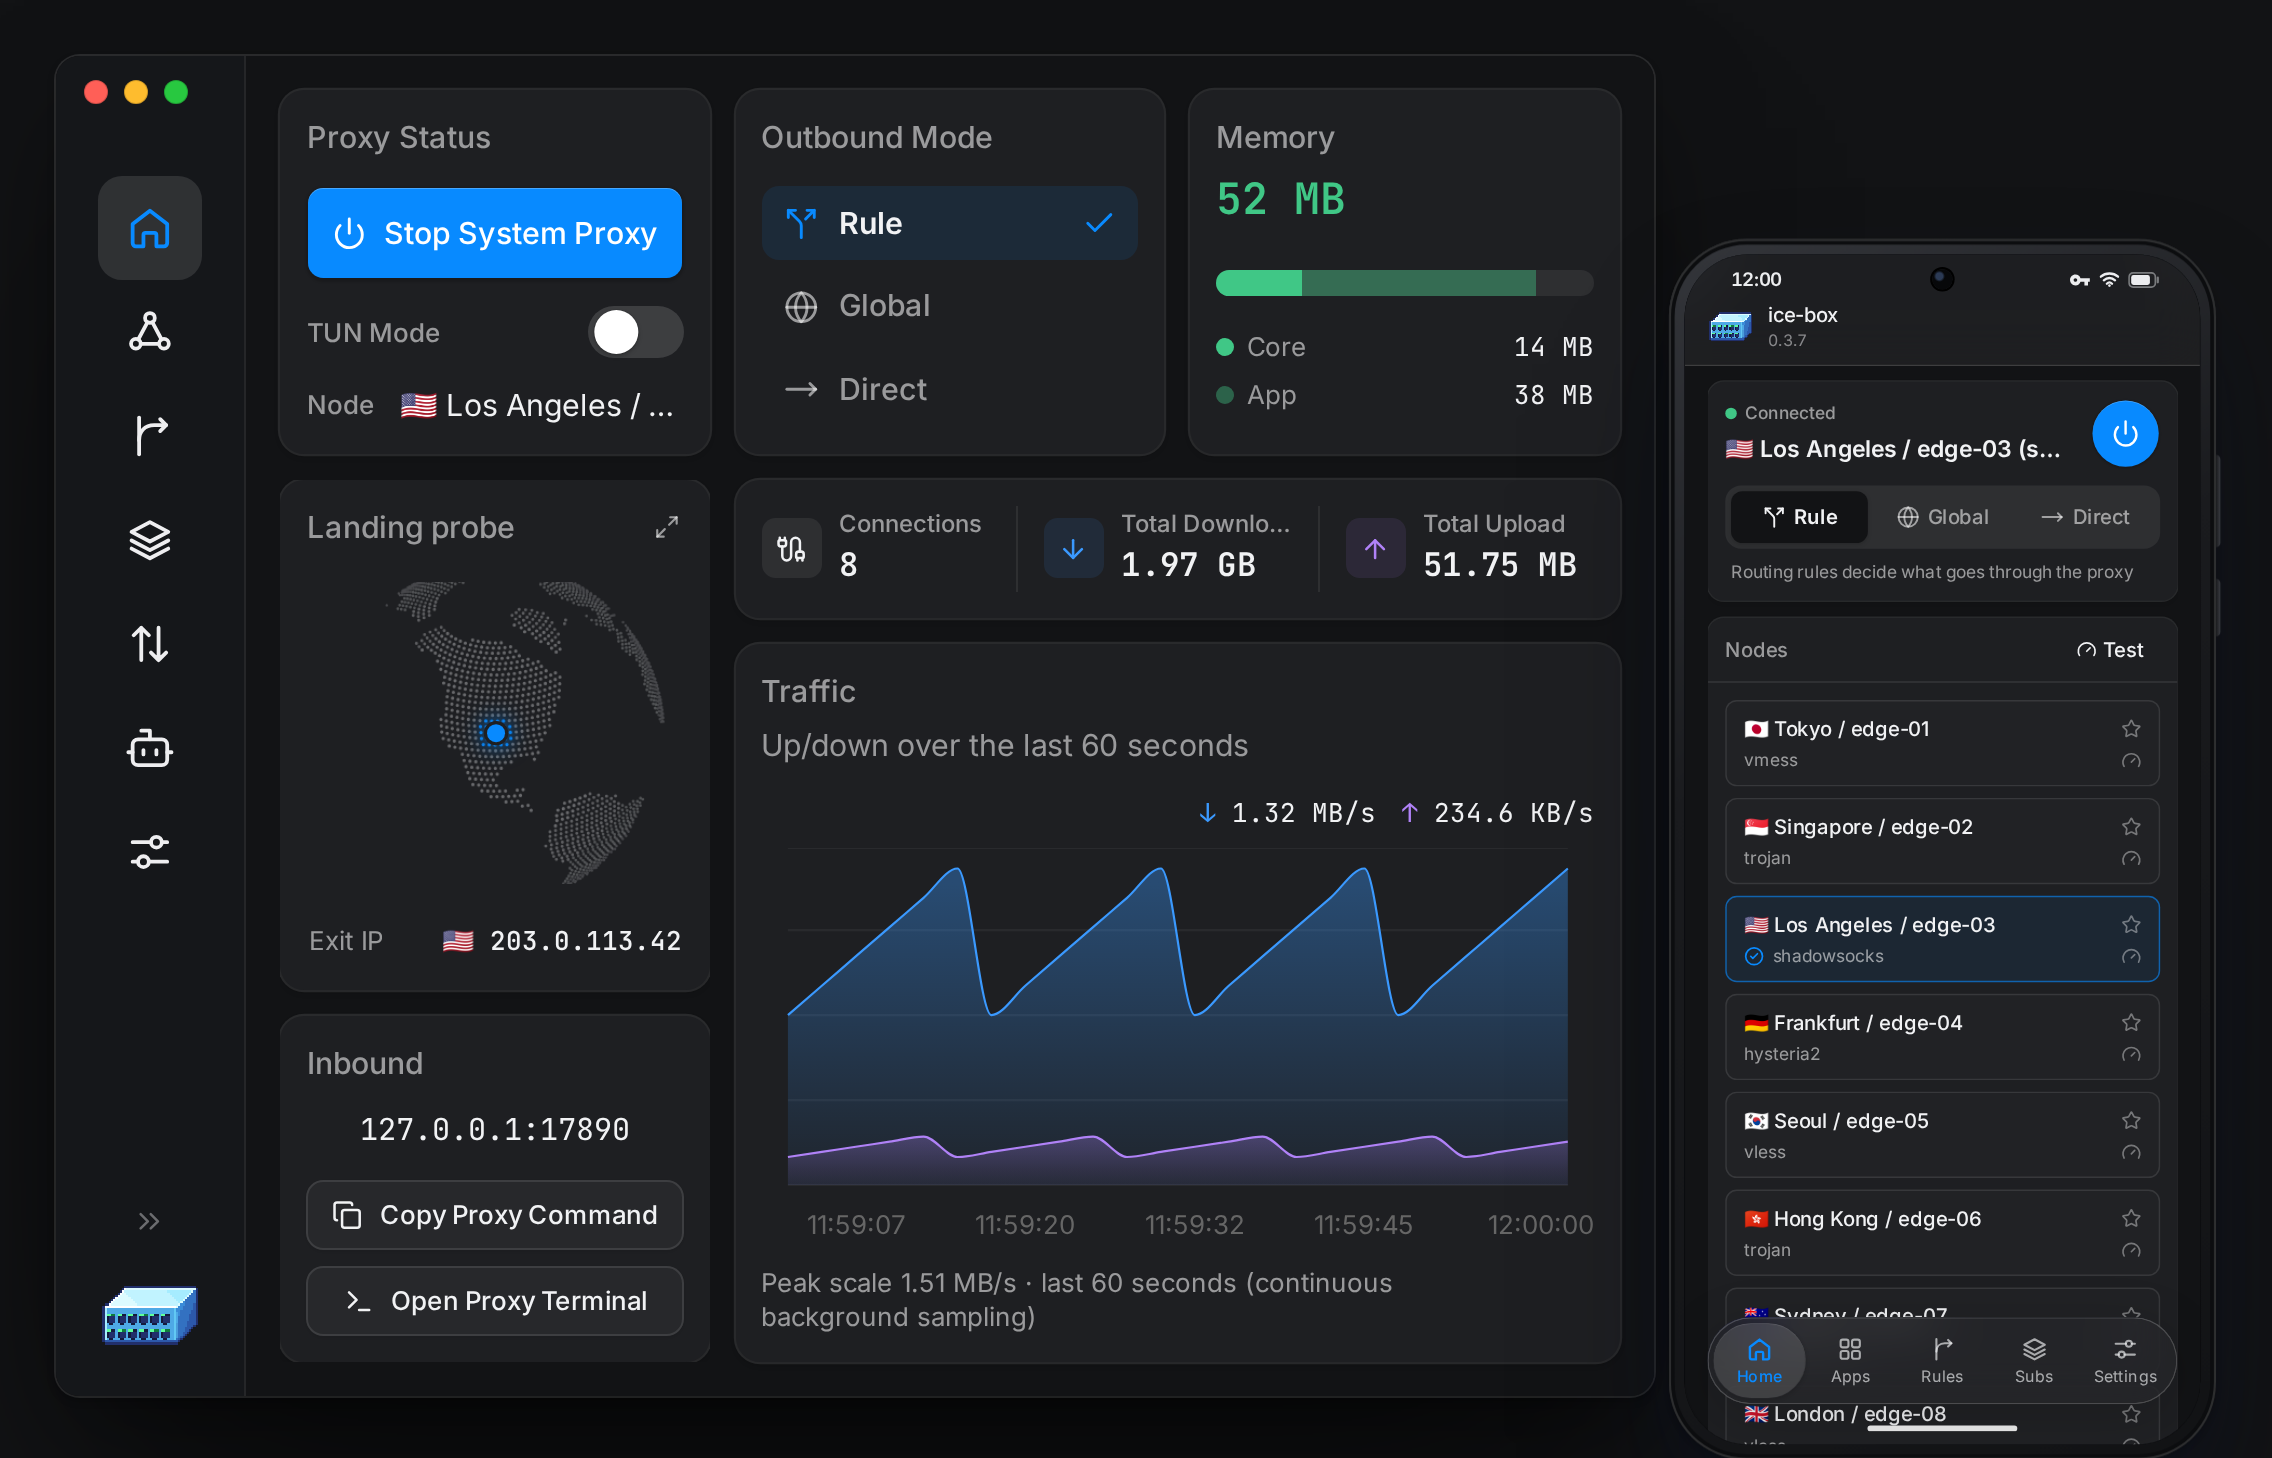 Proxy Status
Stop System Proxy
TUN Mode
Node 🇺🇸 Los Angeles / ...
Outbound Mode
Rule
Global
Direct
Memory
52 MB
Core 14 MB
App 38 MB
Landing probe
Exit IP 🇺🇸 203.0.113.42
Connections
8
Total Downlo...
1.97 GB
Total Upload
51.75 MB
Traffic
Up/down over the last 60 seconds
↓ 1.32 MB/s ↑ 234.6 KB/s
11:59:07 11:59:20 11:59:32 11:59:45 12:00:00
Peak scale 1.51 MB/s · last 60 seconds (continuous
background sampling)
Inbound
127.0.0.1:17890
Copy Proxy Command
Open Proxy Terminal
12:00
ice-box
0.3.7
Connected
🇺🇸 Los Angeles / edge-03 (s...
Rule Global Direct
Routing rules decide what goes through the proxy
Nodes Test
🇯🇵 Tokyo / edge-01
vmess
🇸🇬 Singapore / edge-02
trojan
🇺🇸 Los Angeles / edge-03
shadowsocks
🇩🇪 Frankfurt / edge-04
hysteria2
🇰🇷 Seoul / edge-05
vless
🇭🇰 Hong Kong / edge-06
trojan
🇦🇺 Sydney / edge-07
Home Apps Rules Subs Settings
🇬🇧 London / edge-08